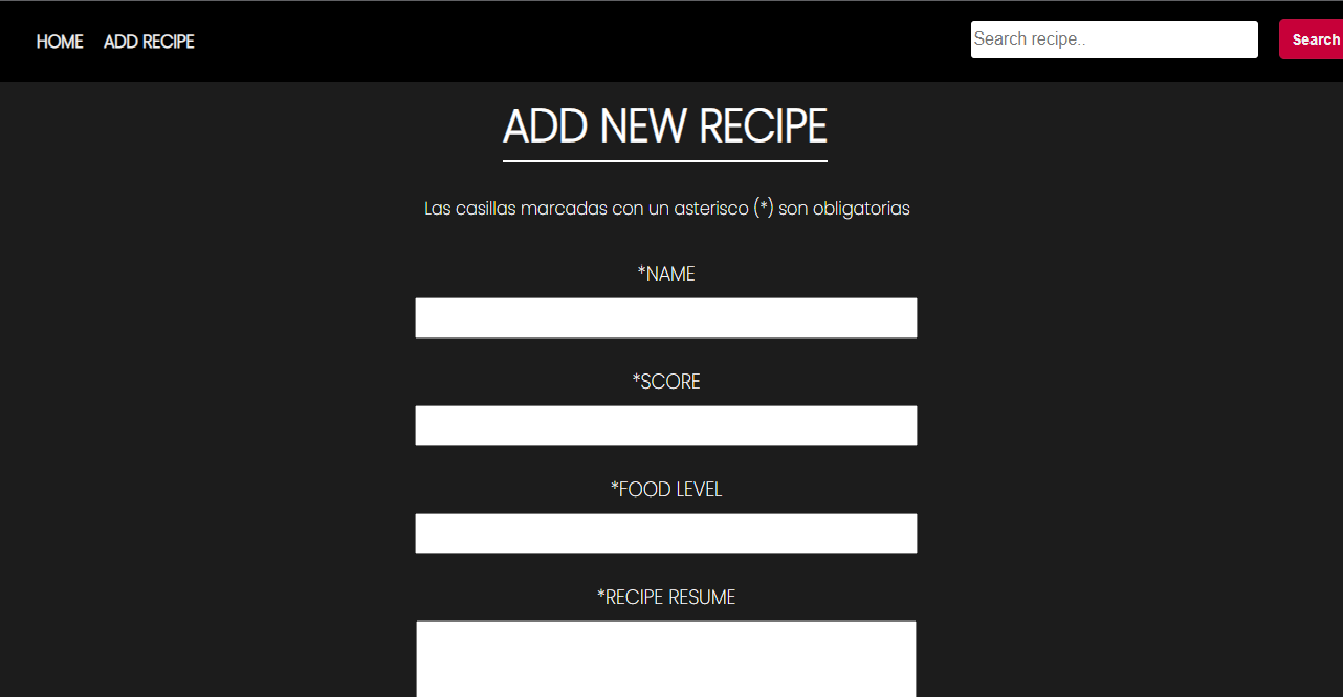 HOME ADD RECIPE Search recipe.. Search
ADD NEW RECIPE
Las casillas marcadas con un asterisco (*) son obligatorias
*NAME
*SCORE
*FOOD LEVEL
*RECIPE RESUME